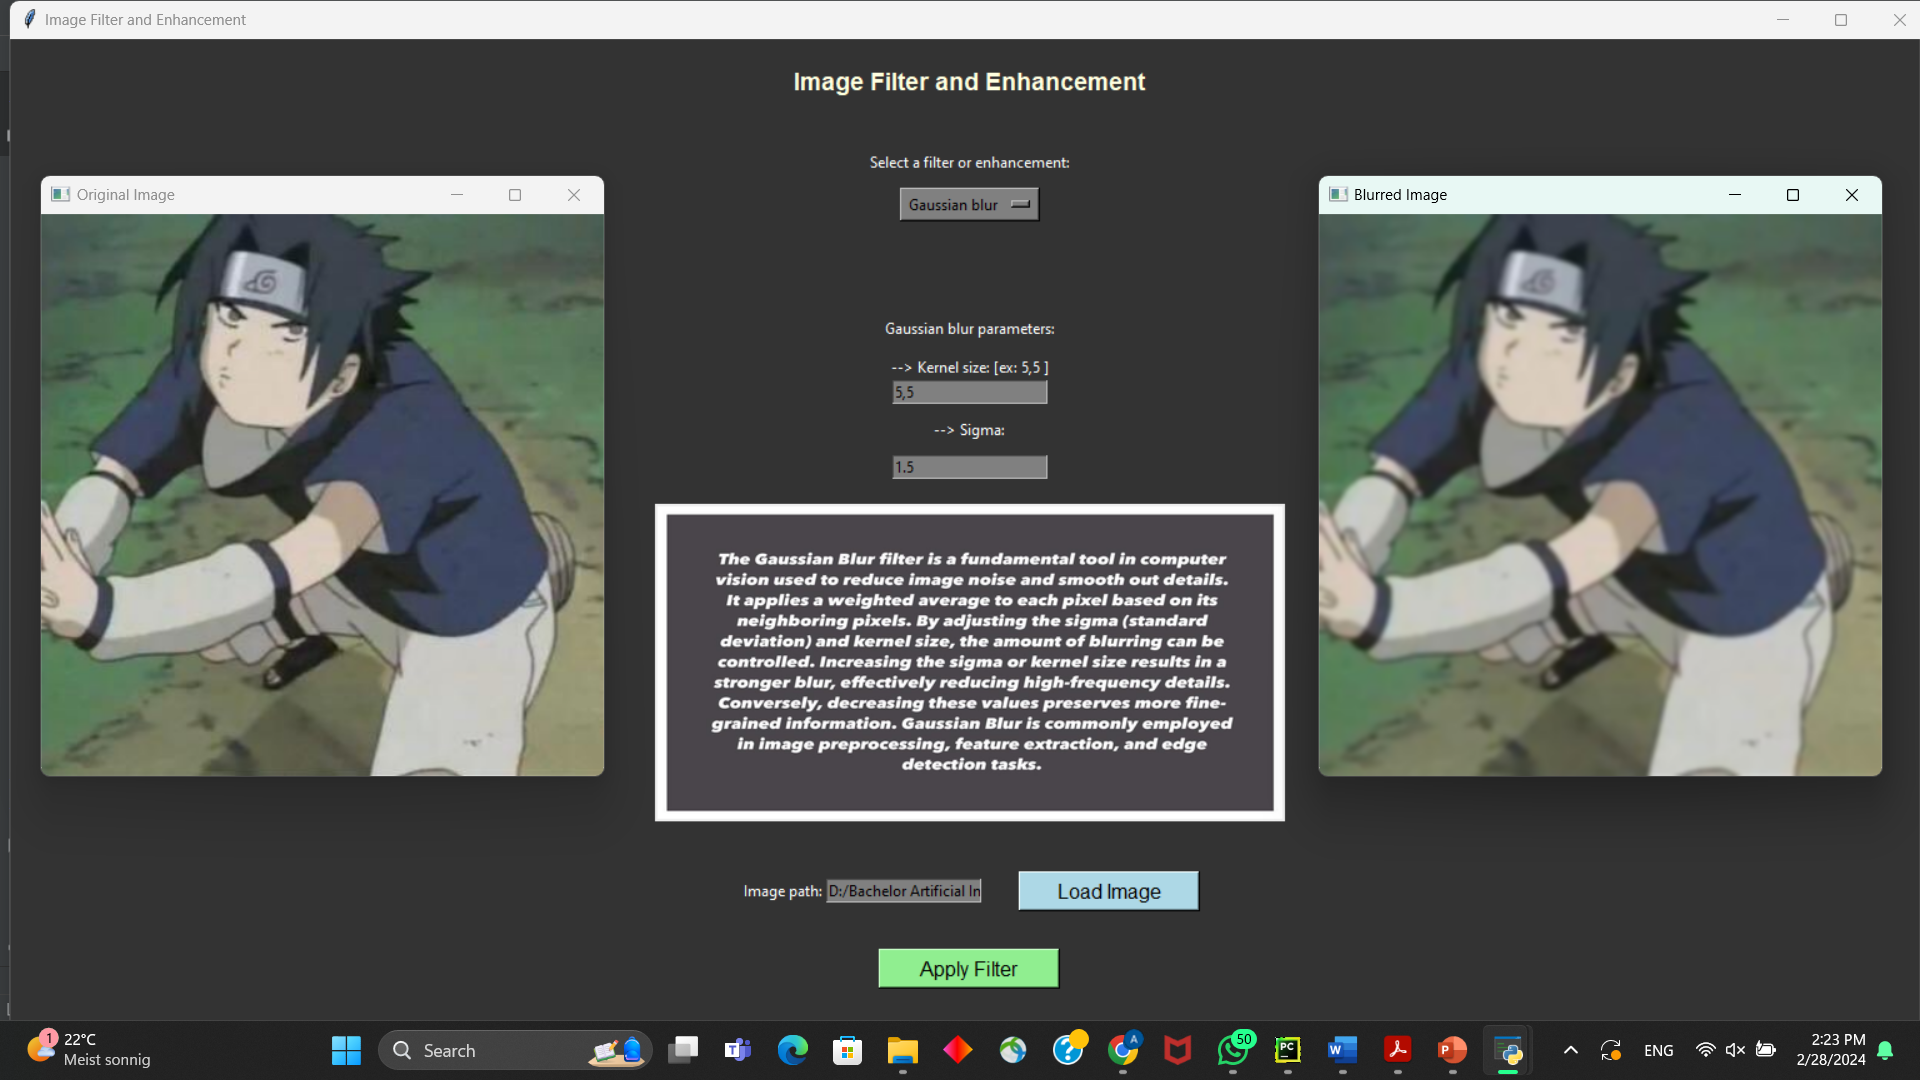 Image Filter and Enhancement
Image Filter and Enhancement
Select a filter or enhancement:
Gaussian blur
Original Image
Blurred Image
Gaussian blur parameters:
--> Kernel size: [ex: 5,5 ]
5,5
--> Sigma:
1.5
The Gaussian Blur filter is a fundamental tool in computer
vision used to reduce image noise and smooth out details.
It applies a weighted average to each pixel based on its
neighboring pixels. By adjusting the sigma (standard
deviation) and kernel size, the amount of blurring can be
controlled. Increasing the sigma or kernel size results in a
stronger blur, effectively reducing high-frequency details.
Conversely, decreasing these values preserves more fine-
grained information. Gaussian Blur is commonly employed
in image preprocessing, feature extraction, and edge
detection tasks.
Image path: D:/Bachelor Artificial In
Load Image
Apply Filter
1
22°C
Meist sonnig
Search
A
50
PC
W
P
ENG
2:23 PM
2/28/2024